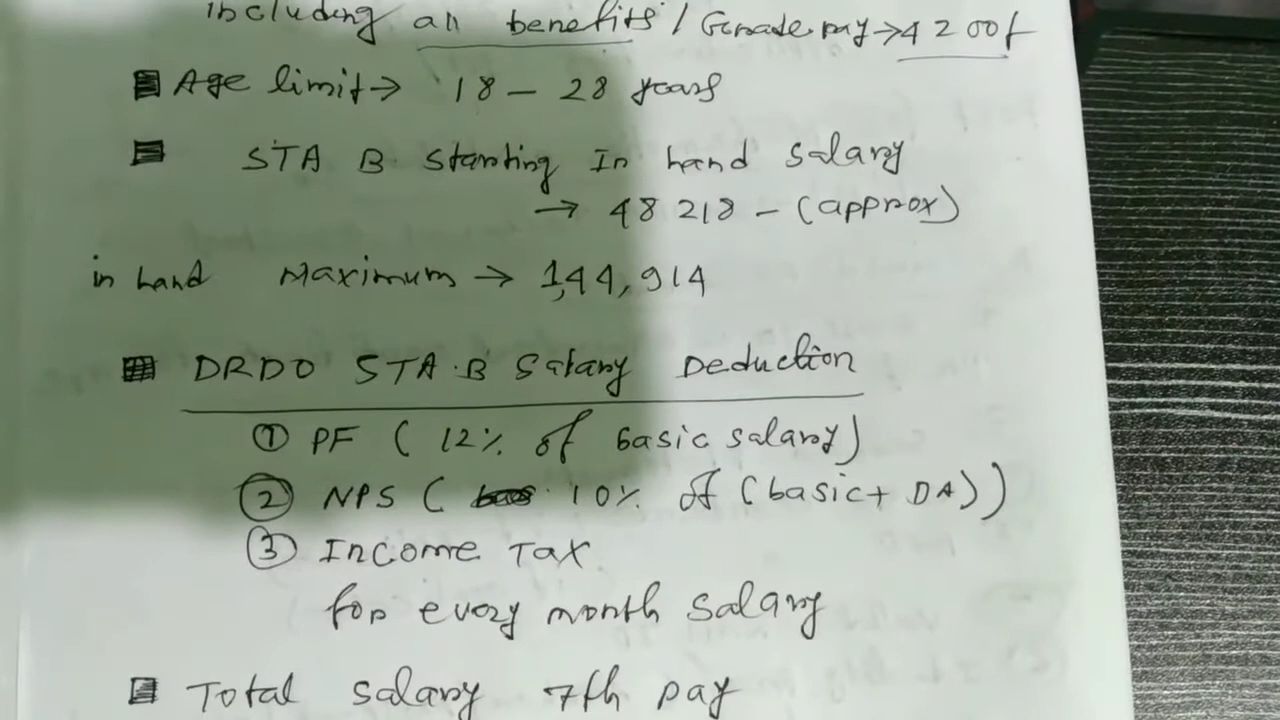 including all benefits / Grade pay → 4200/
Age limit → 18 - 28 years
STA B Starting In hand salary
→ 48218 - (approx)
in hand Maximum → 1,44,914
DRDO STA.B Salary Deduction
① PF ( 12% of basic salary)
② NPS ( 10% of (basic + DA))
③ Income Tax
for every month salary
Total salary 7th pay